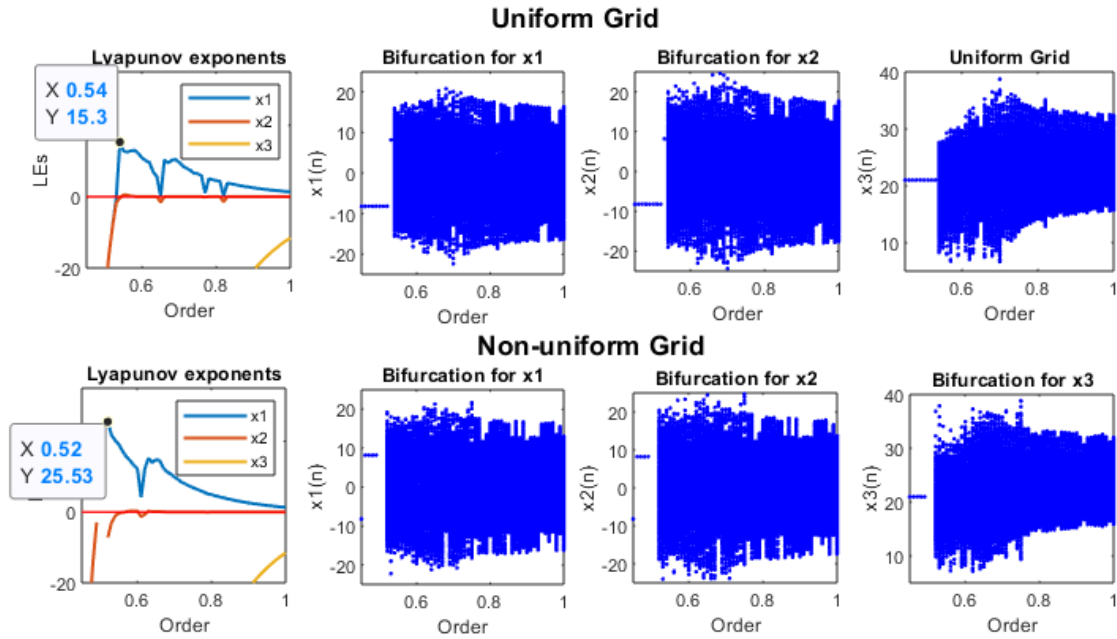 Uniform Grid
Lyapunov exponents
Bifurcation for x1
Bifurcation for x2
Uniform Grid
X 0.54
Y 15.3
x1
x2
x3
LEs
0
-20
0.6
0.8
1
Order
x1(n)
20
10
0
-10
-20
0.6
0.8
1
Order
x2(n)
20
10
0
-10
-20
0.6
0.8
1
Order
x3(n)
40
30
20
10
0.6
0.8
1
Order
Non-uniform Grid
Lyapunov exponents
Bifurcation for x1
Bifurcation for x2
Bifurcation for x3
X 0.52
Y 25.53
x1
x2
x3
0
-20
0.6
0.8
1
Order
x1(n)
20
10
0
-10
-20
0.6
0.8
1
Order
x2(n)
20
10
0
-10
-20
0.6
0.8
1
Order
x3(n)
40
30
20
10
0.6
0.8
1
Order